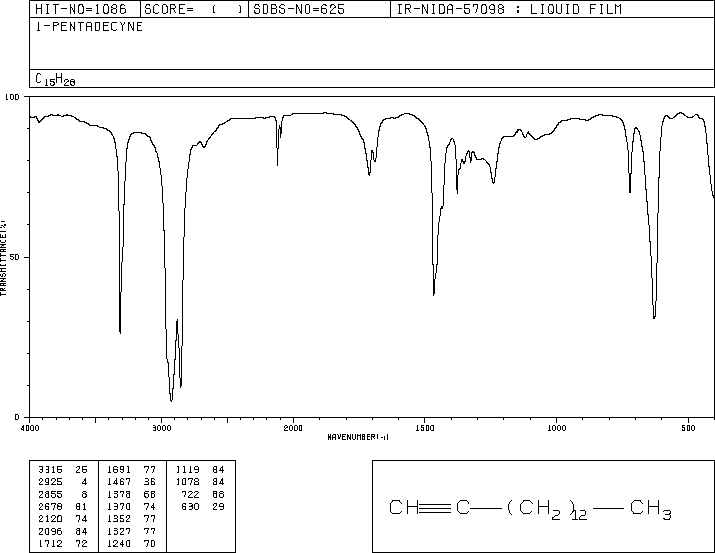 HIT-NO=1086 SCORE= ( ) SDBS-NO=625 IR-NIDA-57098 : LIQUID FILM
1-PENTADECYNE
C15H28
100
50
0
TRANSMITTANCE(%)
4000 3000 2000 1500 1000 500
WAVENUMBER(-1)
3315 26 1691 77 1119 84
2925 4 1467 36 1078 84
2855 8 1378 68 722 68
2678 81 1370 74 630 29
2120 74 1352 77
2096 84 1327 77
1712 72 1240 70
CH≡C—(CH2)12—CH3